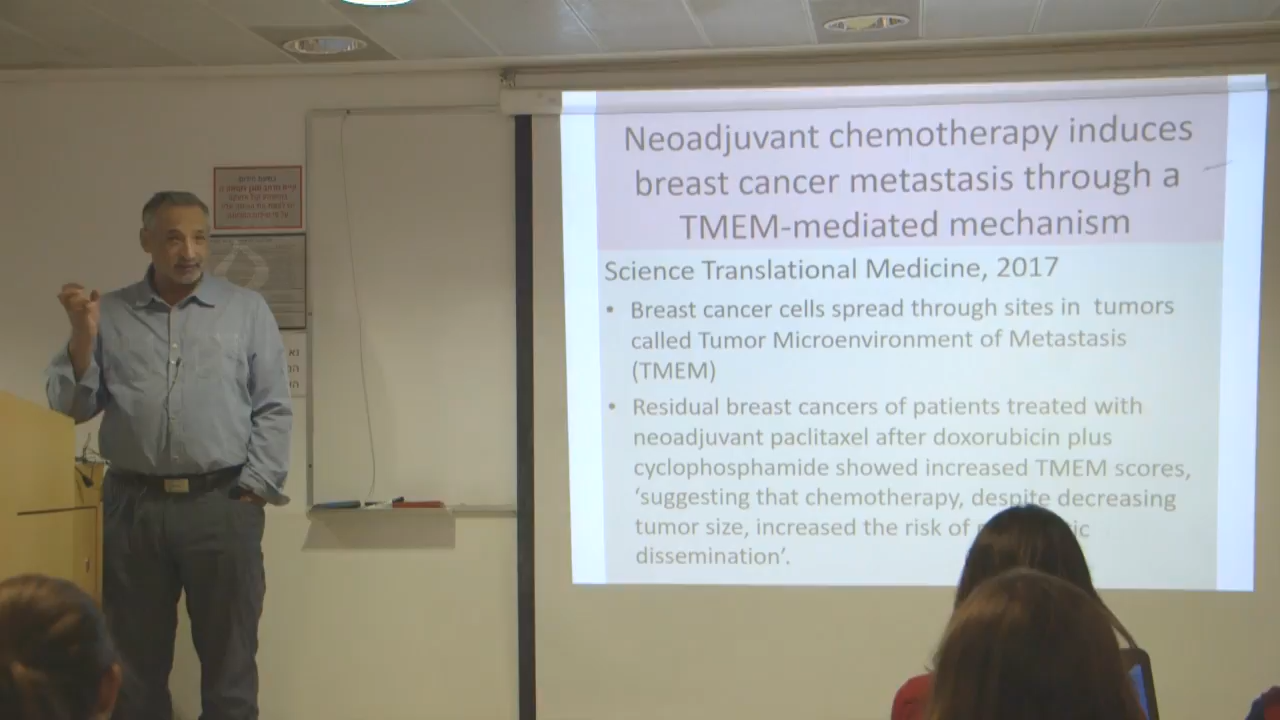 Neoadjuvant chemotherapy induces
breast cancer metastasis through a
TMEM-mediated mechanism
Science Translational Medicine, 2017
• Breast cancer cells spread through sites in tumors
called Tumor Microenvironment of Metastasis
(TMEM)
• Residual breast cancers of patients treated with
neoadjuvant paclitaxel after doxorubicin plus
cyclophosphamide showed increased TMEM scores,
‘suggesting that chemotherapy, despite decreasing
tumor size, increased the risk of
dissemination’.